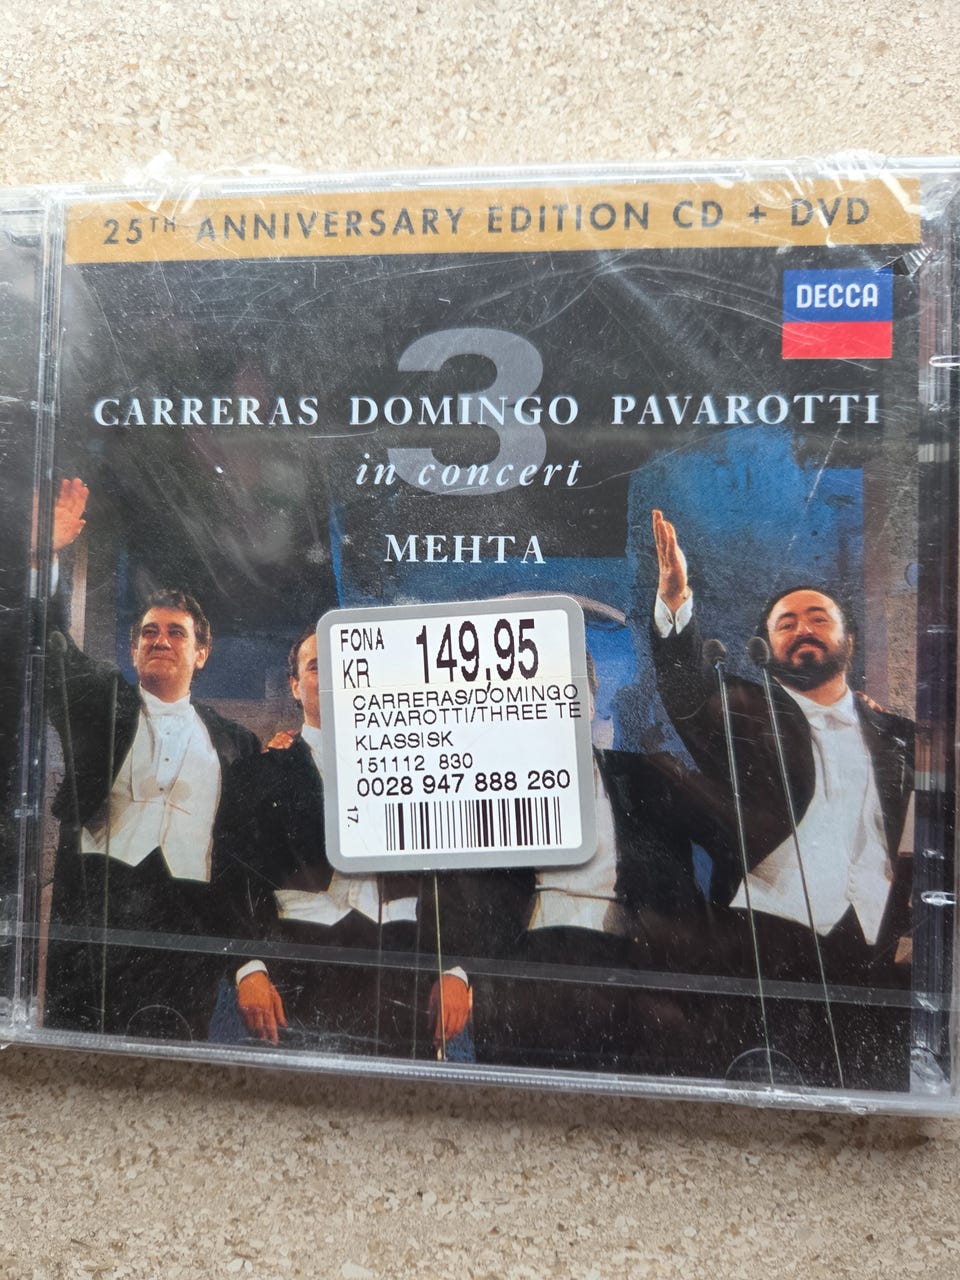 25TH ANNIVERSARY EDITION CD + DVD
DECCA
3
CARRERAS DOMINGO PAVAROTTI
in concert
MEHTA
FONA
KR 149,95
CARRERAS/DOMINGO
PAVAROTTI/THREE TE
KLASSISK
151112 830
0028 947 888 260
17.